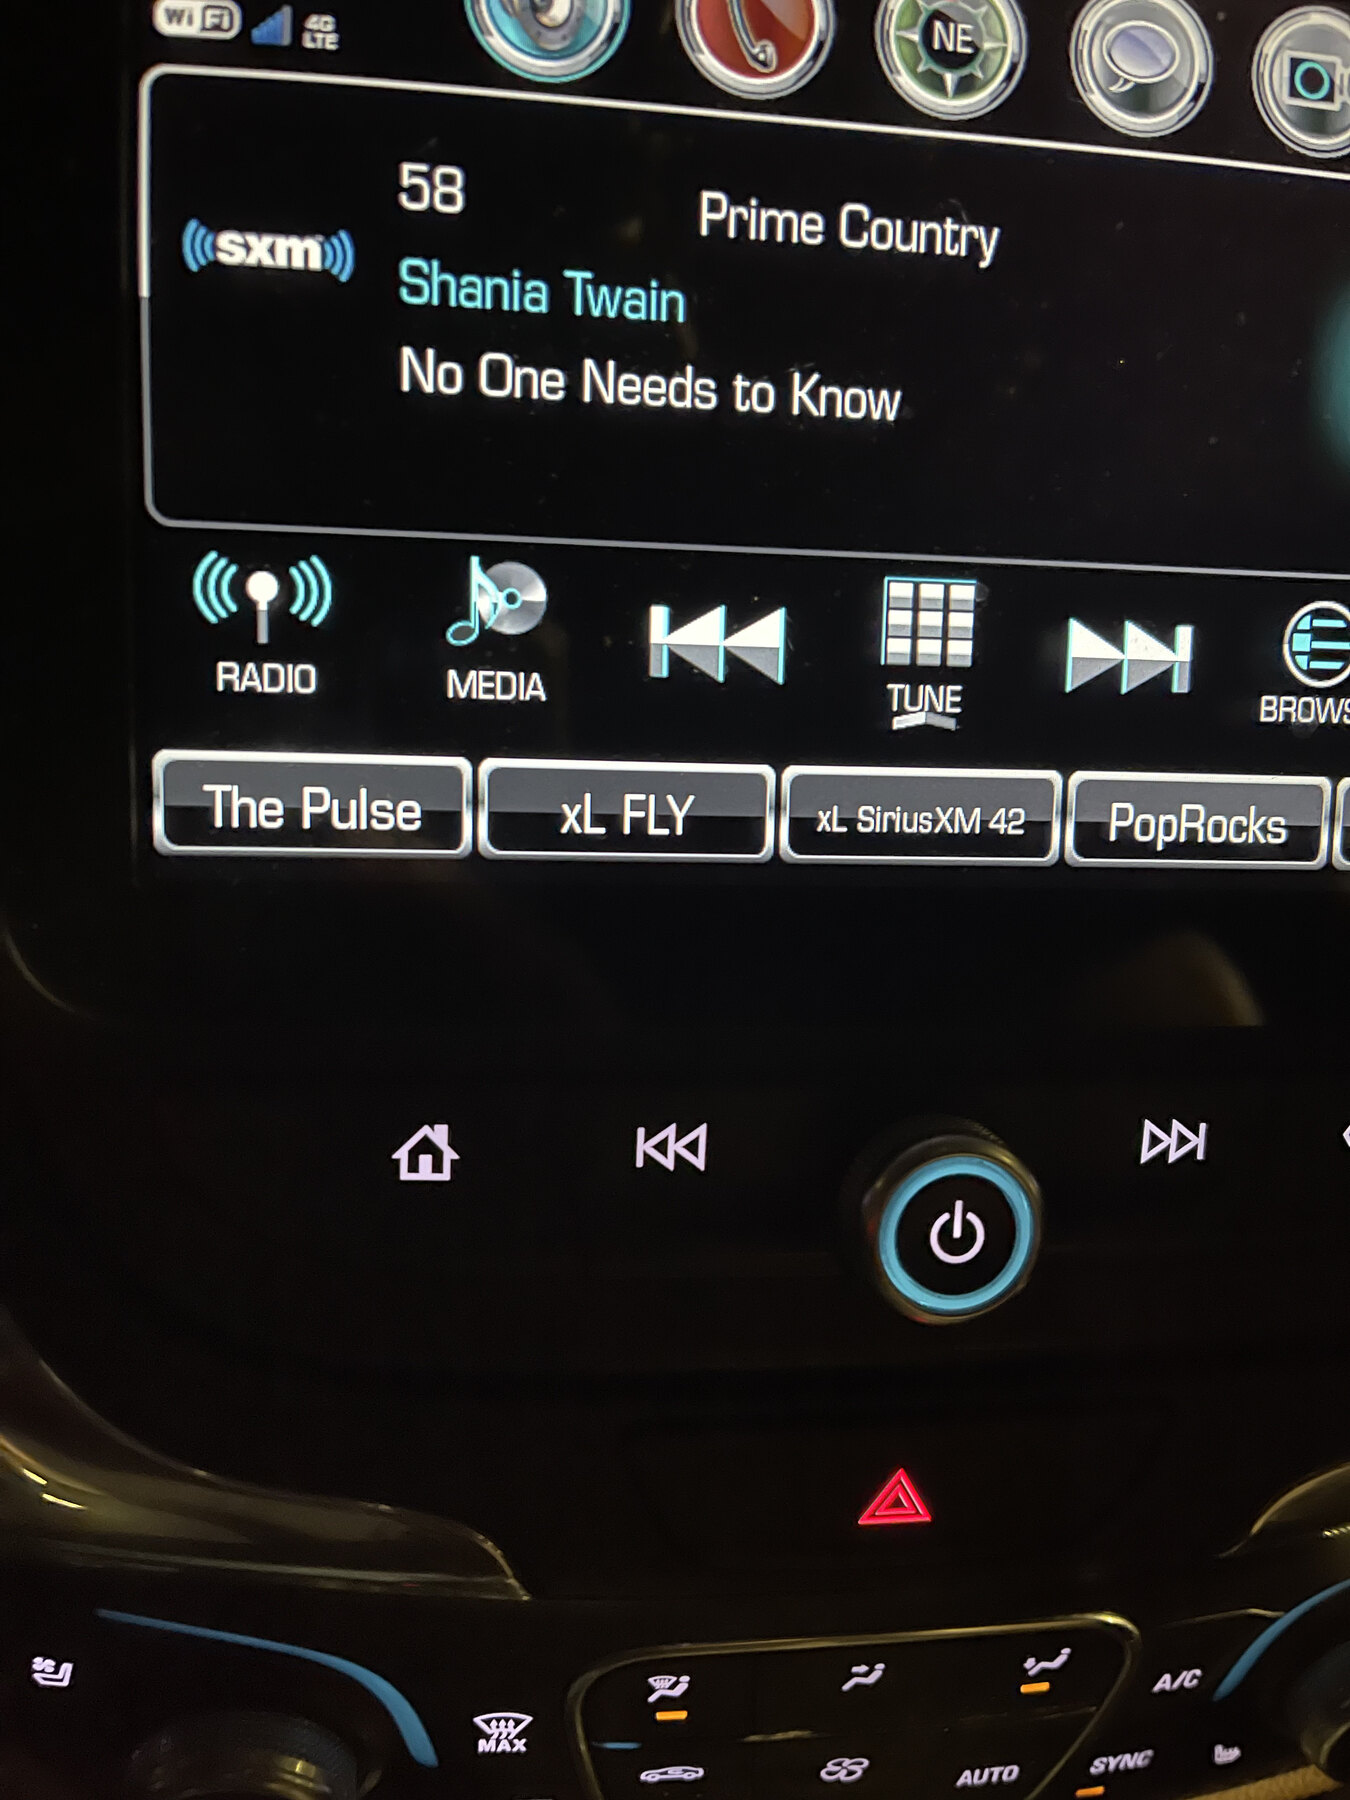 WiFi
4G
LTE
NE
58
Prime Country
sxm
Shania Twain
No One Needs to Know
RADIO
MEDIA
TUNE
BROWS
The Pulse
xL FLY
xL SiriusXM 42
PopRocks
A/C
MAX
AUTO
SYNC